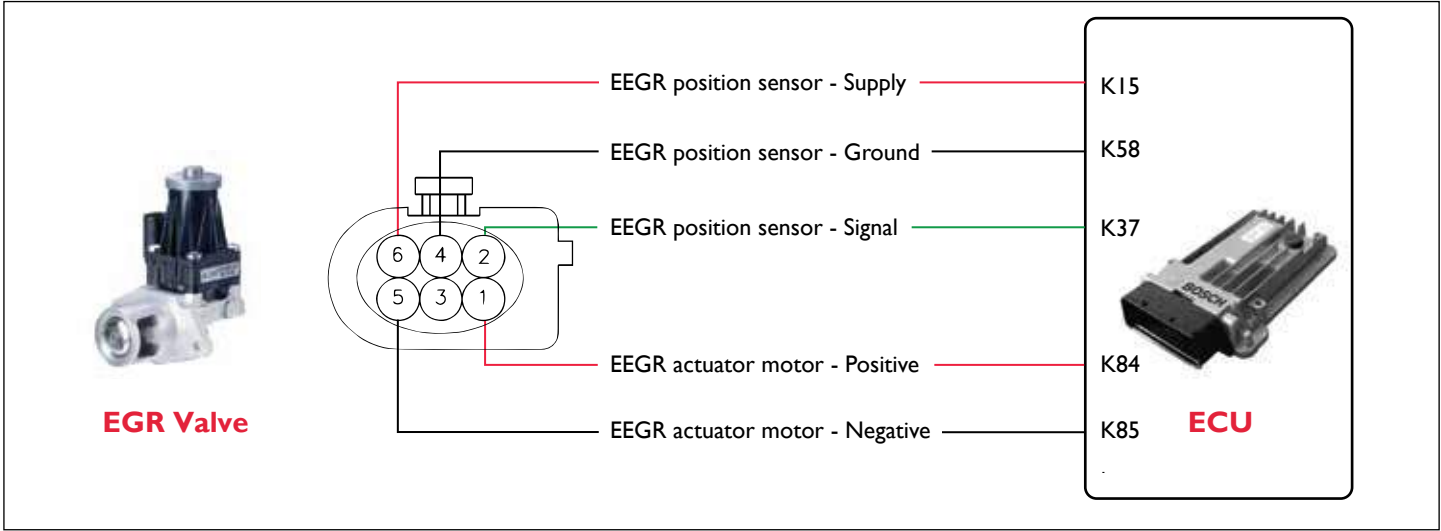 EEGR position sensor - Supply
K15
EEGR position sensor - Ground
K58
EEGR position sensor - Signal
K37
6 4 2
5 3 1
BOSCH
EEGR actuator motor - Positive
K84
EGR Valve
ECU
EEGR actuator motor - Negative
K85